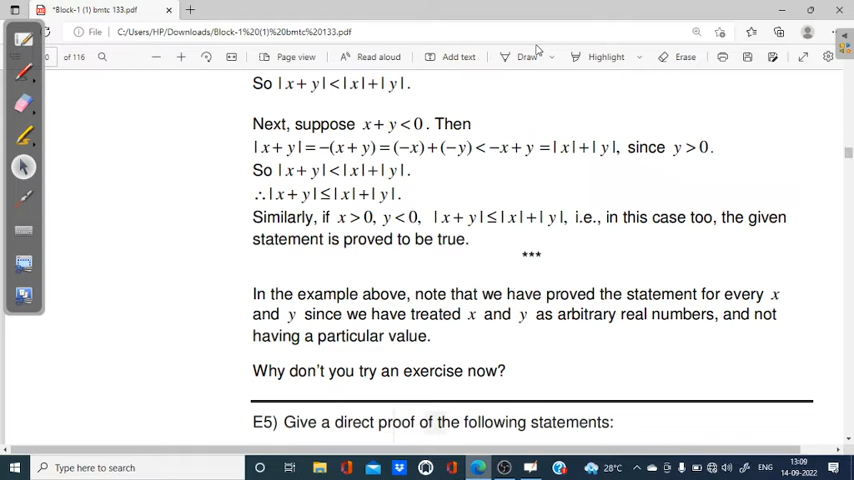 *Block-1 (1) bmtc 133.pdf
File
C:/Users/HP/Downloads/Block-1%20(1)%20bmtc%20133.pdf
0 of 116
Page view
Read aloud
Add text
Draw
Highlight
Erase
So |x + y| < |x| + |y|.
Next, suppose x + y < 0. Then
|x + y| = −(x + y) = (−x) + (−y) < −x + y = |x| + |y|, since y > 0.
So |x + y| < |x| + |y|.
∴|x + y| ≤ |x| + |y|.
Similarly, if x > 0, y < 0, |x + y| ≤ |x| + |y|, i.e., in this case too, the given
statement is proved to be true.
***
In the example above, note that we have proved the statement for every x
and y since we have treated x and y as arbitrary real numbers, and not
having a particular value.
Why don't you try an exercise now?
E5) Give a direct proof of the following statements:
Type here to search
28°C
ENG
13:09
14-09-2022